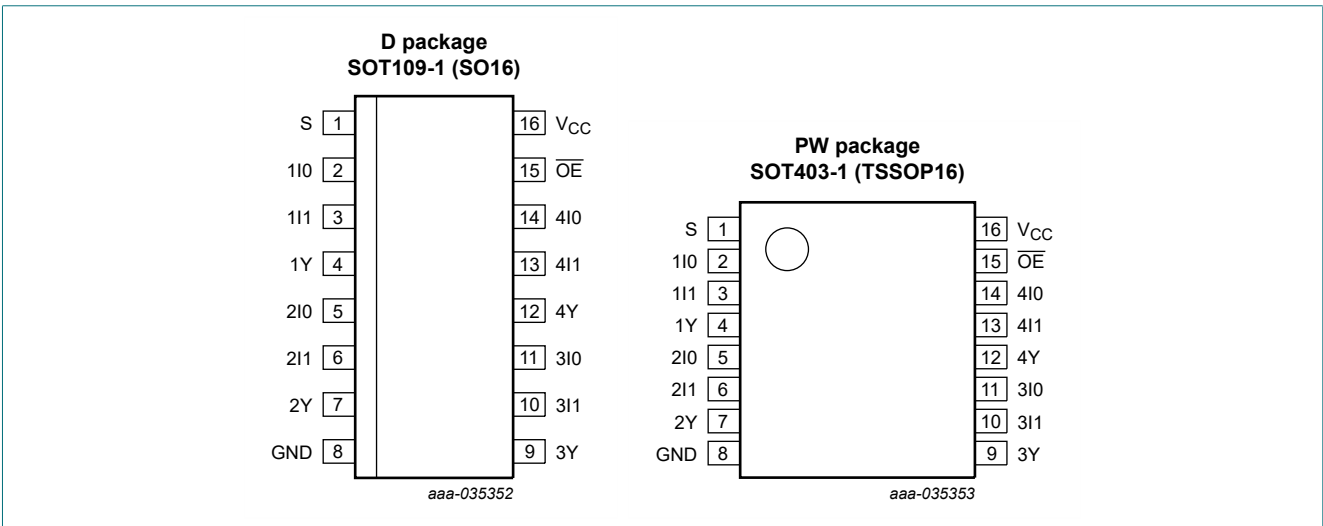 D package
SOT109-1 (SO16)
S 1 16 VCC
1I0 2 15 OE
1I1 3 14 4I0
1Y 4 13 4I1
2I0 5 12 4Y
2I1 6 11 3I0
2Y 7 10 3I1
GND 8 9 3Y
aaa-035352
PW package
SOT403-1 (TSSOP16)
S 1 16 VCC
1I0 2 15 OE
1I1 3 14 4I0
1Y 4 13 4I1
2I0 5 12 4Y
2I1 6 11 3I0
2Y 7 10 3I1
GND 8 9 3Y
aaa-035353